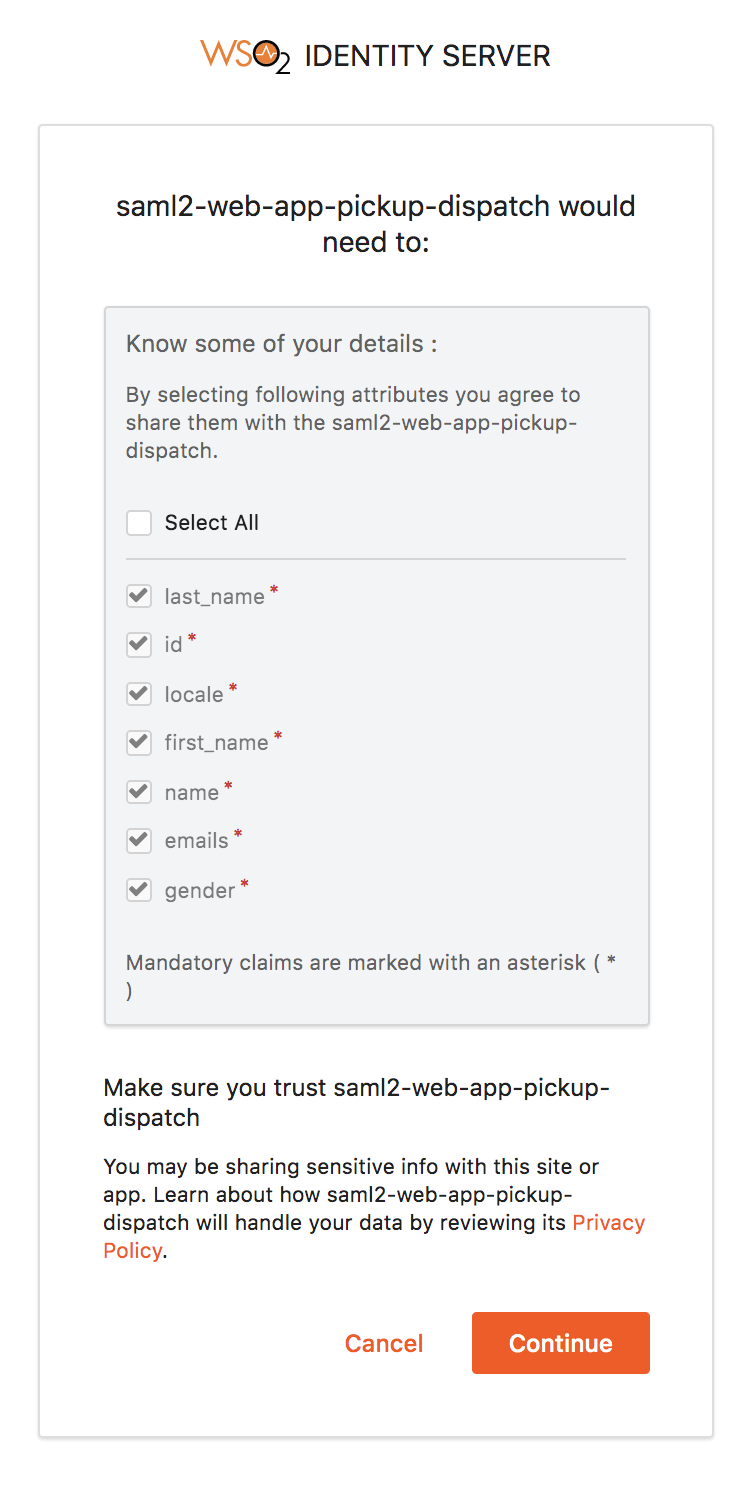 WSO2 IDENTITY SERVER
saml2-web-app-pickup-dispatch would
need to:
Know some of your details :
By selecting following attributes you agree to
share them with the saml2-web-app-pickup-
dispatch.
Select All
last_name *
id *
locale *
first_name *
name *
emails *
gender *
Mandatory claims are marked with an asterisk ( *
)
Make sure you trust saml2-web-app-pickup-
dispatch
You may be sharing sensitive info with this site or
app. Learn about how saml2-web-app-pickup-
dispatch will handle your data by reviewing its Privacy
Policy.
Cancel Continue